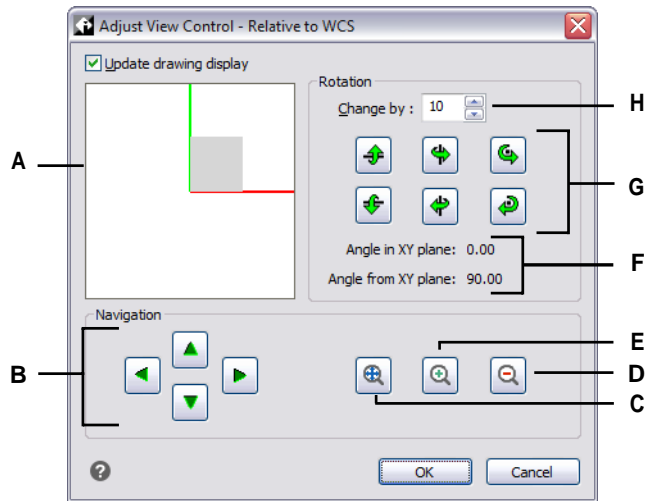 Adjust View Control - Relative to WCS
Update drawing display
Rotation
Change by : 10
H
A
G
Angle in XY plane: 0.00
F
Angle from XY plane: 90.00
Navigation
E
B
D
C
?
OK Cancel